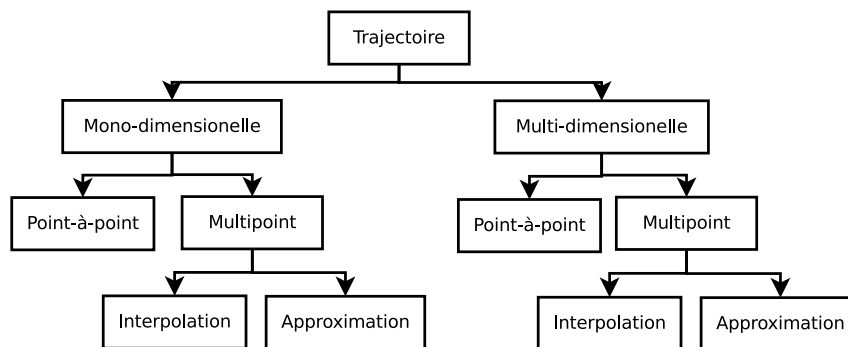 Trajectoire
Mono-dimensionelle
Multi-dimensionelle
Point-à-point
Multipoint
Point-à-point
Multipoint
Interpolation
Approximation
Interpolation
Approximation